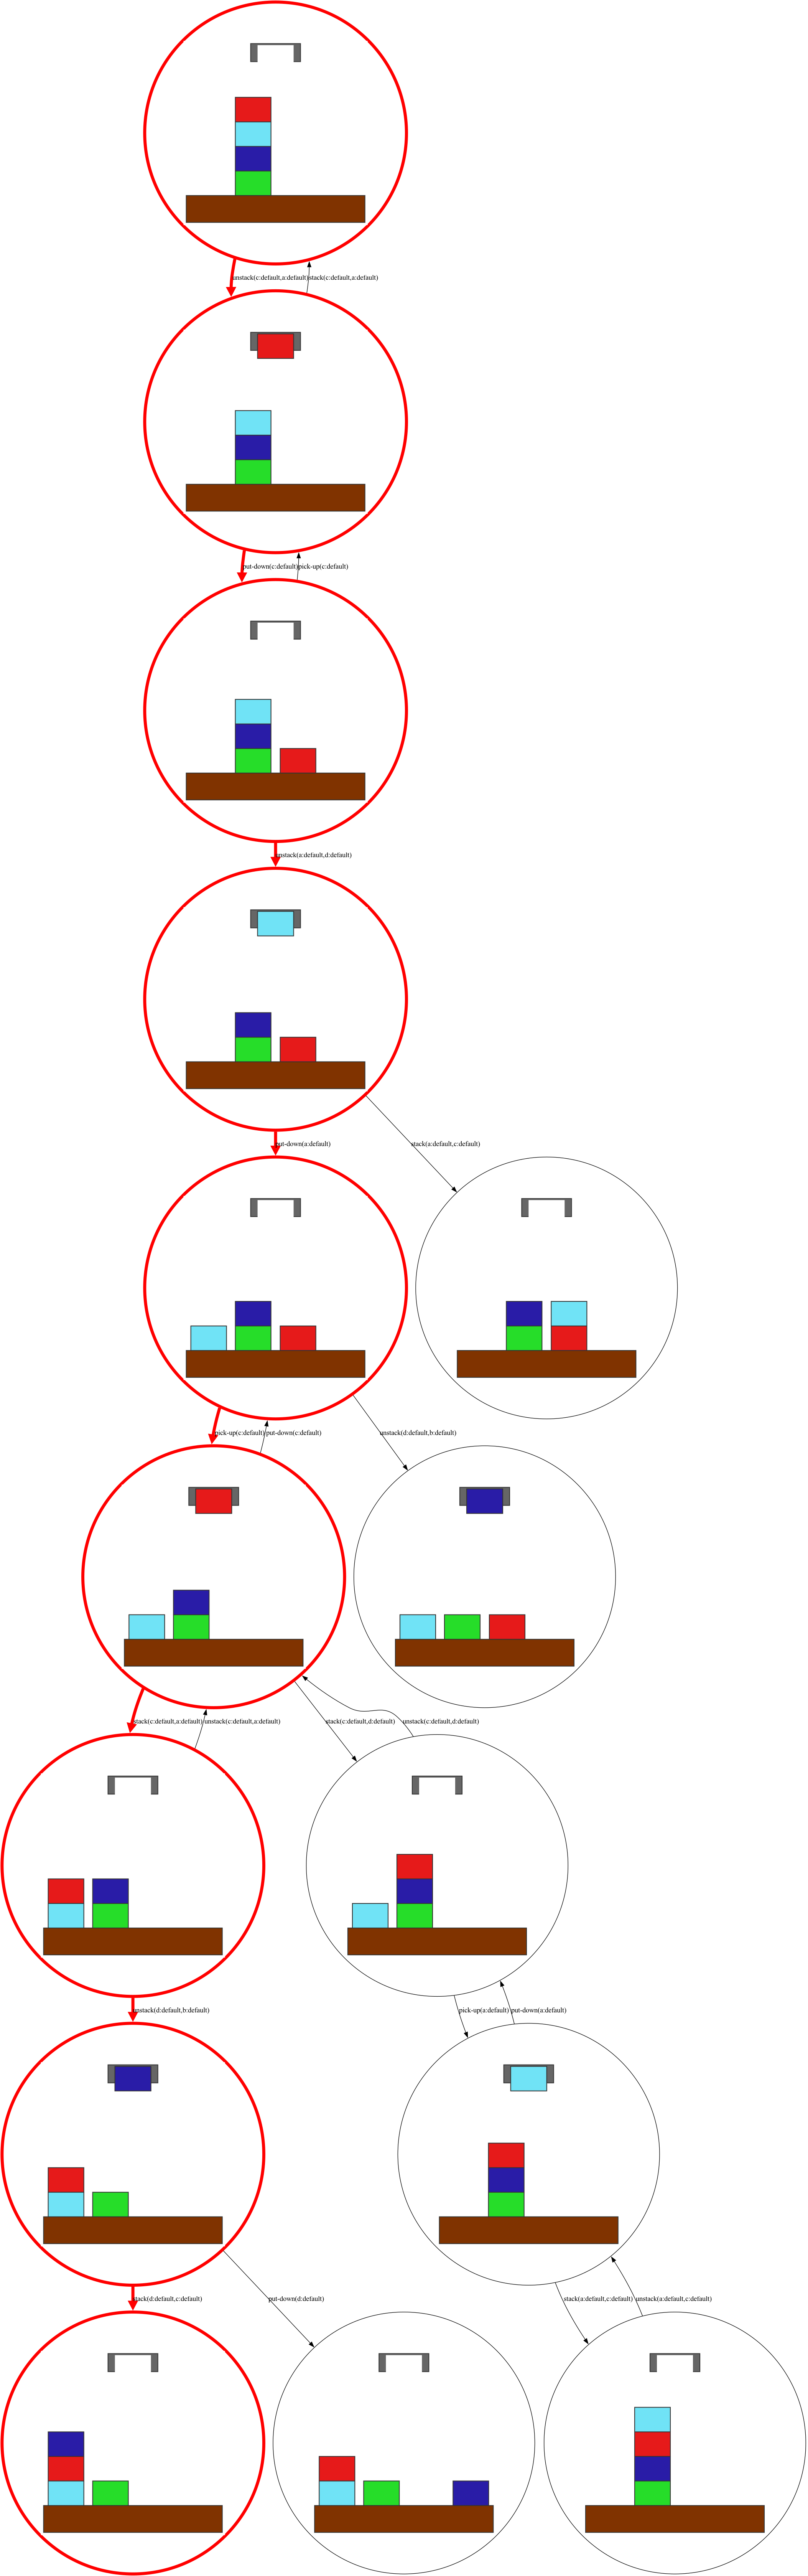 unstack(c:default,a:default)
stack(c:default,a:default)
put-down(c:default)
pick-up(c:default)
unstack(a:default,d:default)
put-down(a:default)
stack(a:default,c:default)
pick-up(c:default)
put-down(c:default)
unstack(d:default,b:default)
stack(c:default,a:default)
unstack(c:default,a:default)
stack(c:default,d:default)
unstack(c:default,d:default)
unstack(d:default,b:default)
pick-up(a:default)
put-down(a:default)
stack(d:default,c:default)
put-down(d:default)
stack(a:default,c:default)
unstack(a:default,c:default)